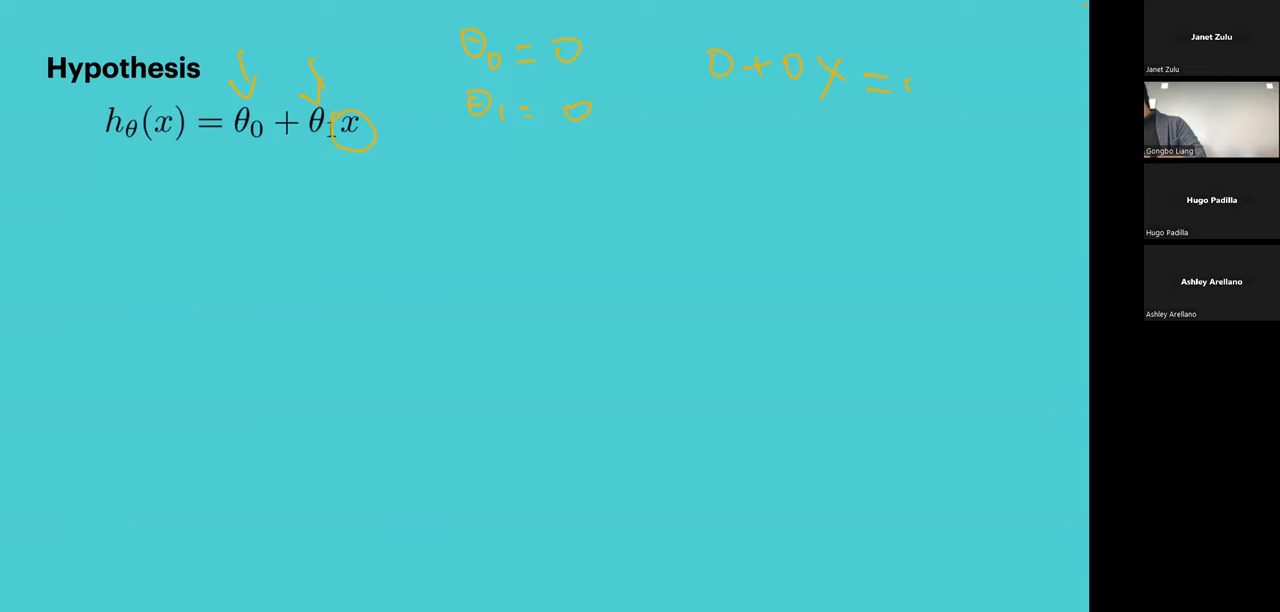 Hypothesis
hθ(x) = θ0 + θ1x
θ0 = 0
θ1 = 0
0 + 0 x =
Janet Zulu
Janet Zulu
Gongbo Liang
Hugo Padilla
Hugo Padilla
Ashley Arellano
Ashley Arellano